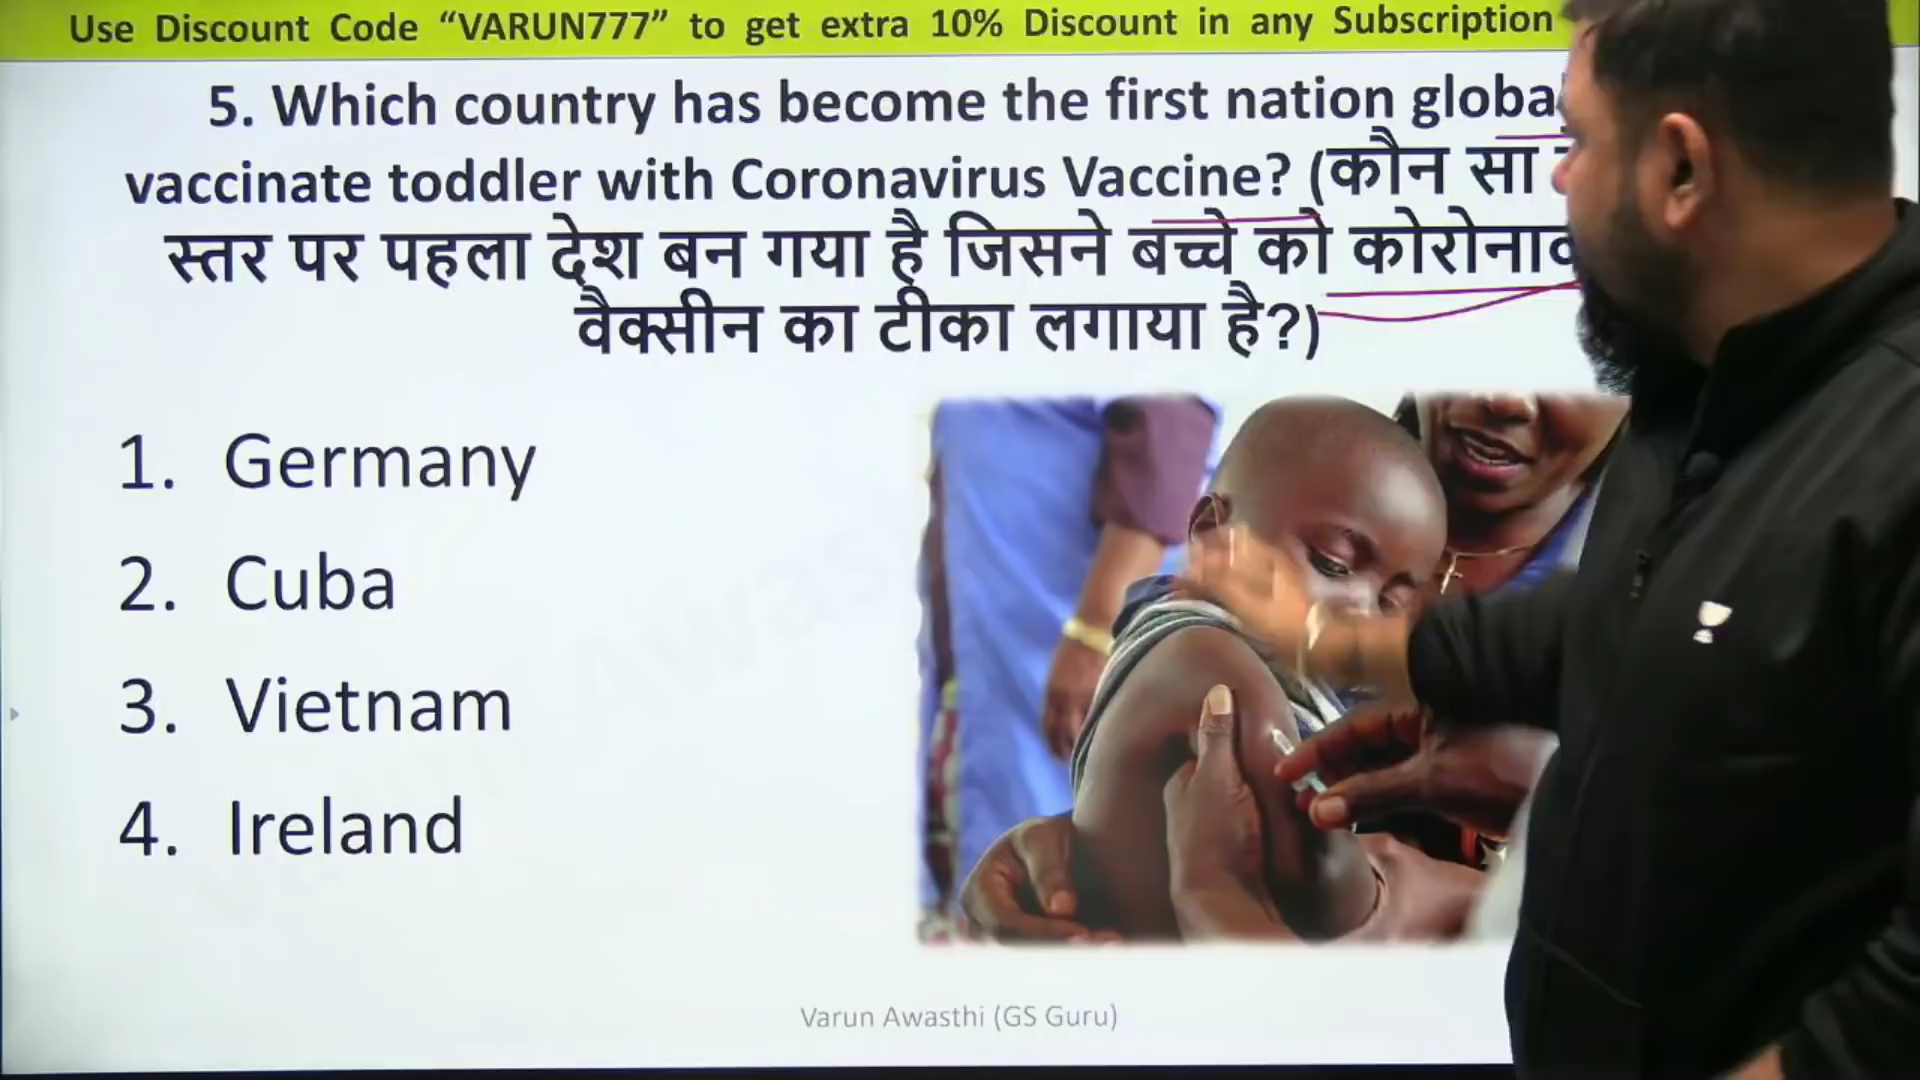 Use Discount Code “VARUN777” to get extra 10% Discount in any Subscription
5. Which country has become the first nation
vaccinate toddler with Coronavirus Vaccine? (कौन सा
स्तर पर पहला देश बन गया है जिसने बच्चे को
वैक्सीन का टीका लगाया है?)
1. Germany
2. Cuba
3. Vietnam
4. Ireland
Varun Awasthi (GS Guru)